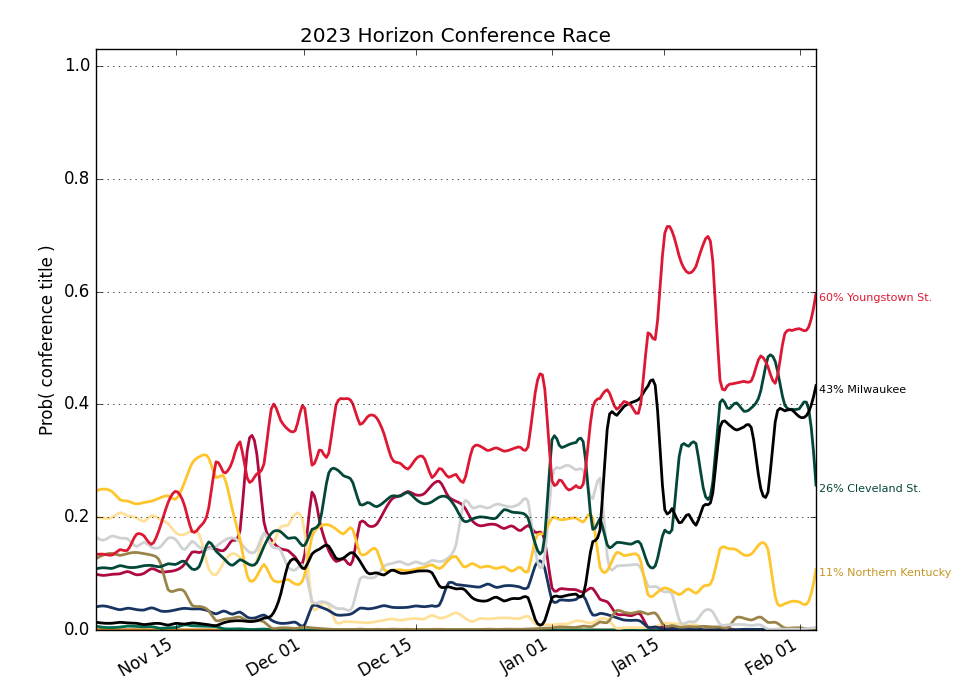 2023 Horizon Conference Race
Prob( conference title )
1.0
0.8
0.6
0.4
0.2
0.0
60% Youngstown St.
43% Milwaukee
26% Cleveland St.
11% Northern Kentucky
Nov 15
Dec 01
Dec 15
Jan 01
Jan 15
Feb 01